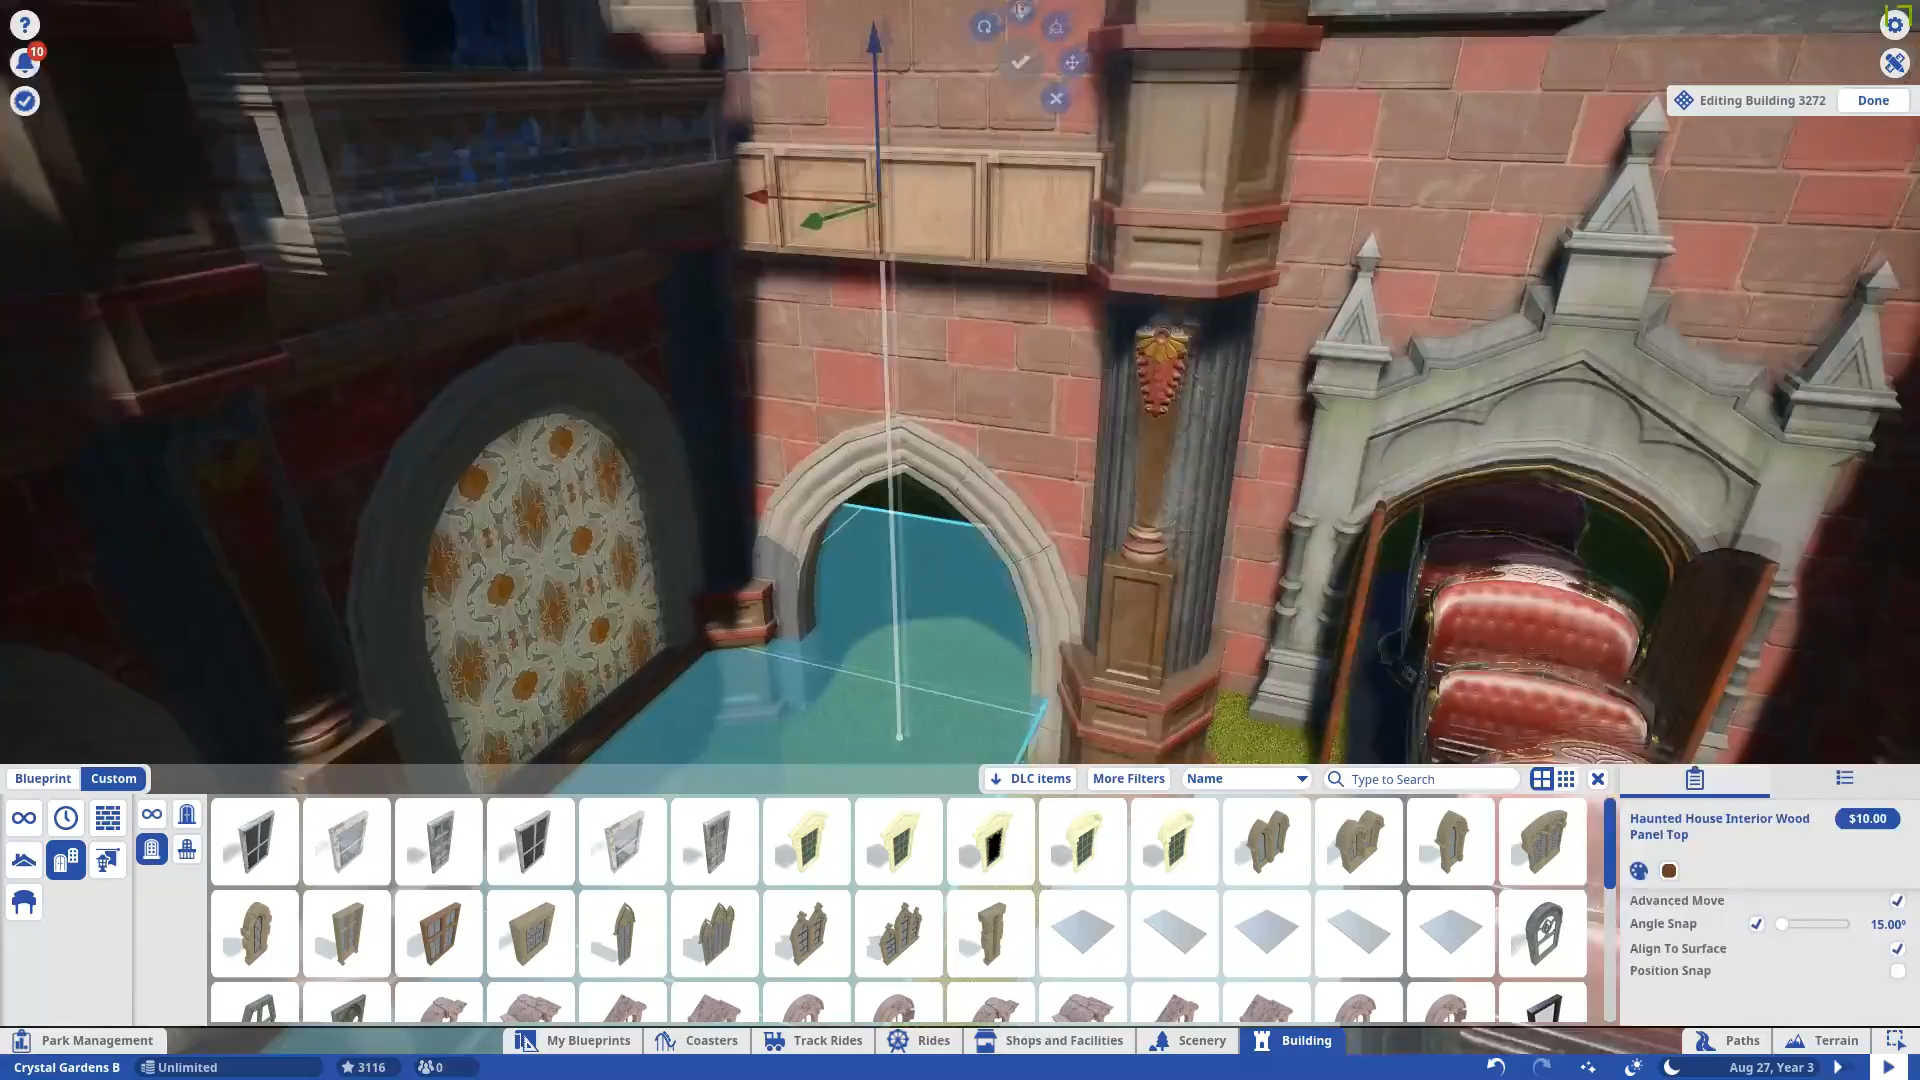 ?
10
Editing Building 3272
Done
Blueprint
Custom
DLC items
More Filters
Name
Type to Search
Haunted House Interior Wood
Panel Top
$10.00
Advanced Move
Angle Snap
15.00°
Align To Surface
Position Snap
Park Management
My Blueprints
Coasters
Track Rides
Rides
Shops and Facilities
Scenery
Building
Paths
Terrain
Crystal Gardens B
Unlimited
3116
0
Aug 27, Year 3